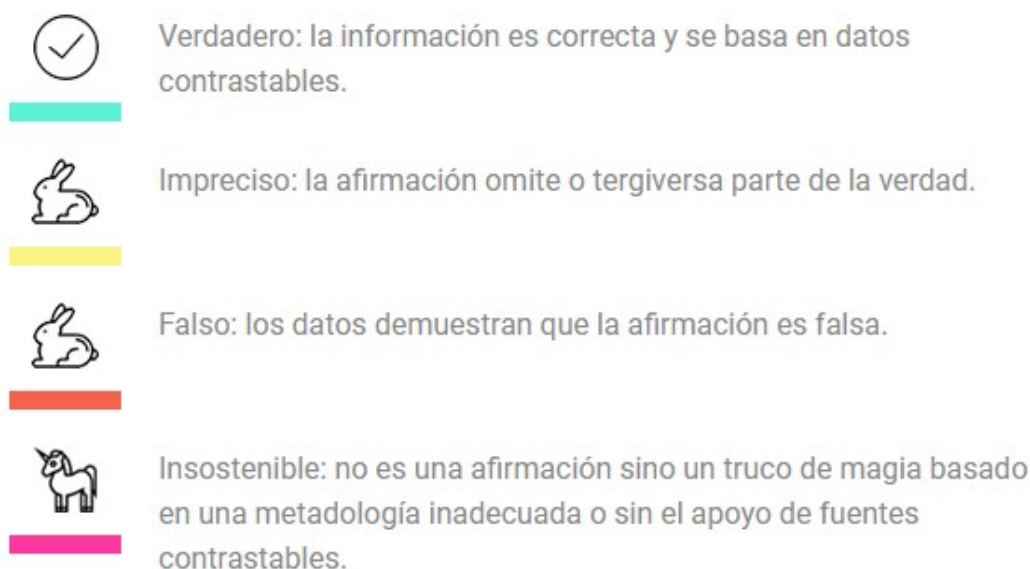 Verdadero: la información es correcta y se basa en datos
contrastables.
Impreciso: la afirmación omite o tergiversa parte de la verdad.
Falso: los datos demuestran que la afirmación es falsa.
Insostenible: no es una afirmación sino un truco de magia basado
en una metadología inadecuada o sin el apoyo de fuentes
contrastables.